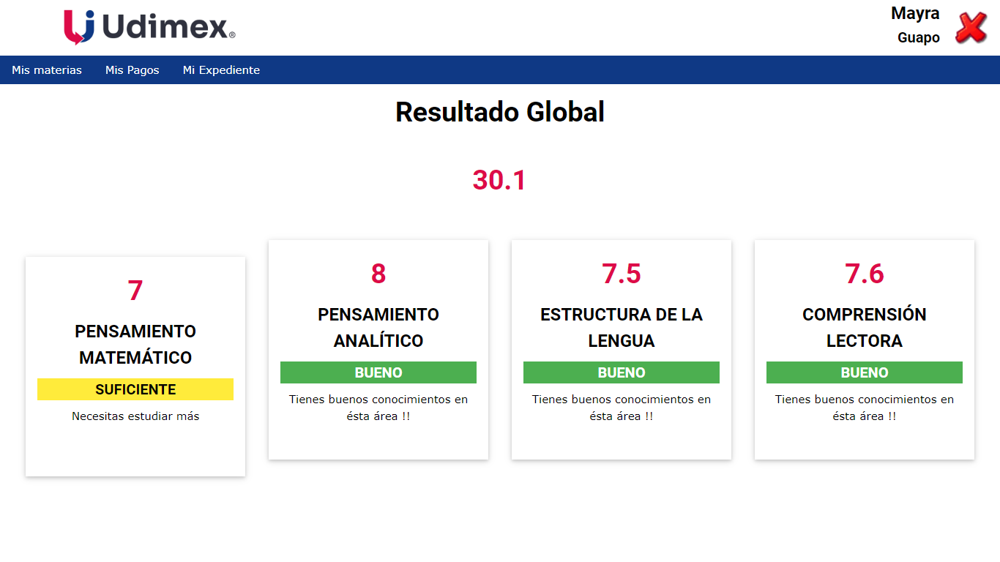 Udimex®
Mayra
Guapo
Mis materias Mis Pagos Mi Expediente
Resultado Global
30.1
7
PENSAMIENTO
MATEMÁTICO
SUFICIENTE
Necesitas estudiar más
8
PENSAMIENTO
ANALÍTICO
BUENO
Tienes buenos conocimientos en
ésta área !!
7.5
ESTRUCTURA DE LA
LENGUA
BUENO
Tienes buenos conocimientos en
ésta área !!
7.6
COMPRENSIÓN
LECTORA
BUENO
Tienes buenos conocimientos en
ésta área !!